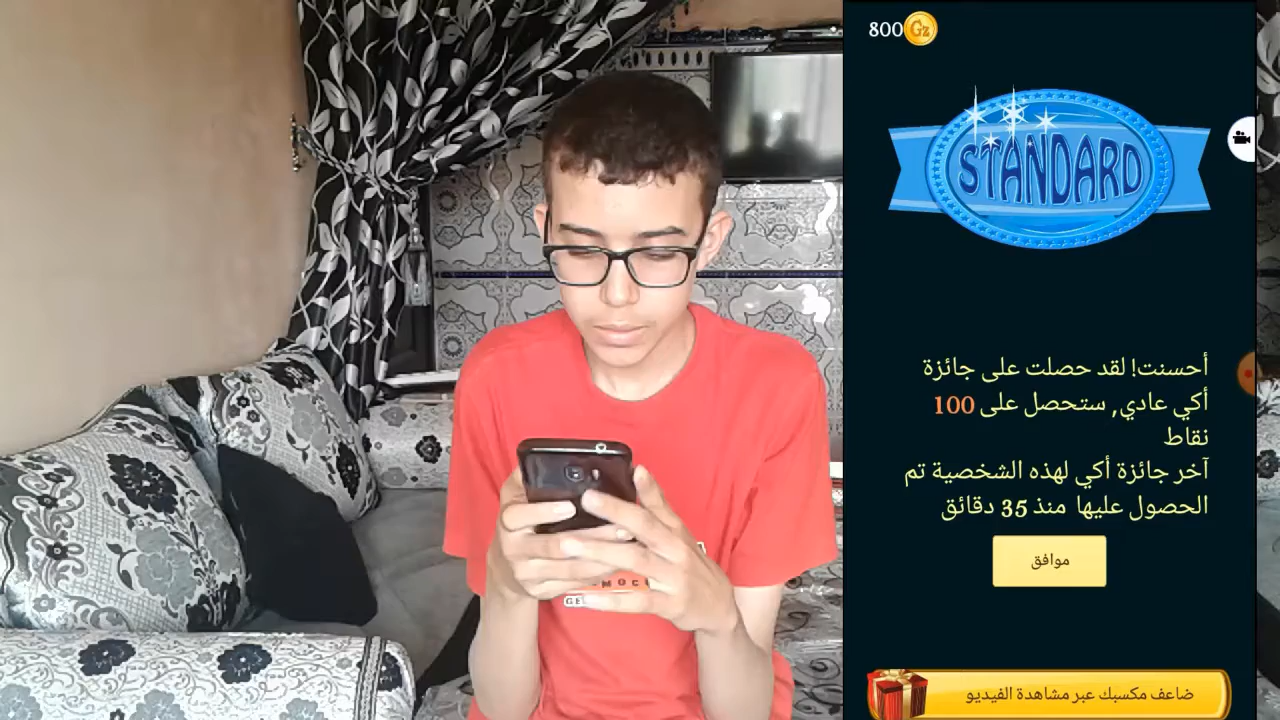 800 Gz
STANDARD
أحسنت! لقد حصلت على جائزة
أكي عادي, ستحصل على 100
نقاط
آخر جائزة أكي لهذه الشخصية تم
الحصول عليها منذ 35 دقائق
موافق
ضاعف مكسبك عبر مشاهدة الفيديو